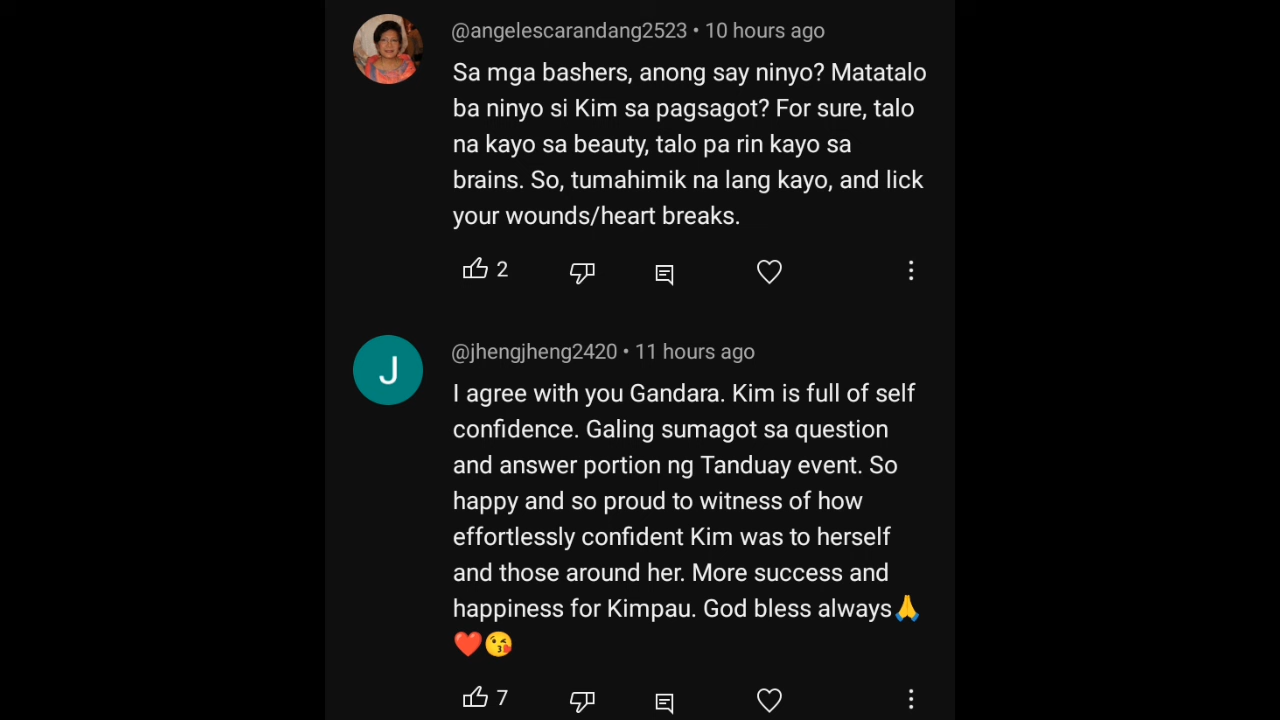 @angelescarandang2523 • 10 hours ago
Sa mga bashers, anong say ninyo? Matatalo
ba ninyo si Kim sa pagsagot? For sure, talo
na kayo sa beauty, talo pa rin kayo sa
brains. So, tumahimik na lang kayo, and lick
your wounds/heart breaks.
2
J
@jhengjheng2420 • 11 hours ago
I agree with you Gandara. Kim is full of self
confidence. Galing sumagot sa question
and answer portion ng Tanduay event. So
happy and so proud to witness of how
effortlessly confident Kim was to herself
and those around her. More success and
happiness for Kimpau. God bless always🙏
❤️😘
7